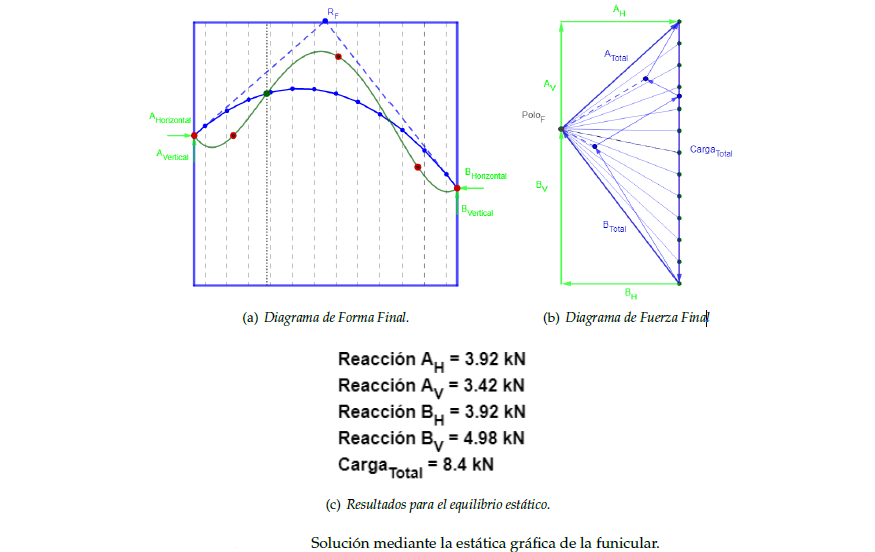 R_F
A_Horizontal
A_Vertical
B_Horizontal
B_Vertical
A_H
A_Total
A_V
Polo_F
Carga_Total
B_V
B_Total
B_H
(a) Diagrama de Forma Final.
(b) Diagrama de Fuerza Final
Reacción A_H = 3.92 kN
Reacción A_V = 3.42 kN
Reacción B_H = 3.92 kN
Reacción B_V = 4.98 kN
Carga_Total = 8.4 kN
(c) Resultados para el equilibrio estático.
Solución mediante la estática gráfica de la funicular.